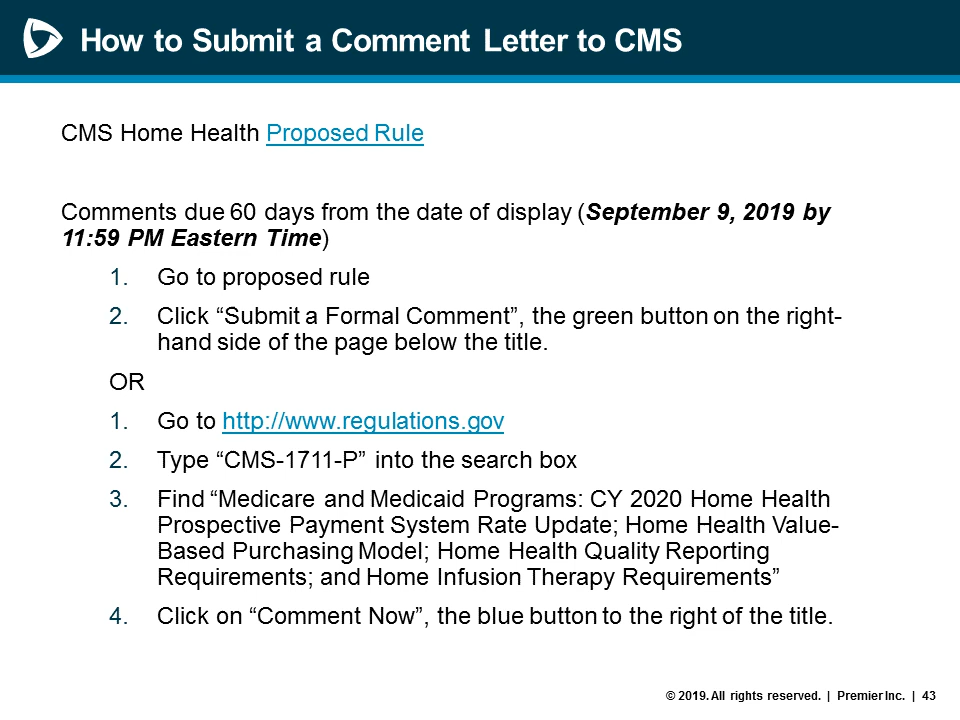 How to Submit a Comment Letter to CMS
CMS Home Health Proposed Rule
Comments due 60 days from the date of display (September 9, 2019 by
11:59 PM Eastern Time)
1. Go to proposed rule
2. Click “Submit a Formal Comment”, the green button on the right-
hand side of the page below the title.
OR
1. Go to http://www.regulations.gov
2. Type “CMS-1711-P” into the search box
3. Find “Medicare and Medicaid Programs: CY 2020 Home Health
Prospective Payment System Rate Update; Home Health Value-
Based Purchasing Model; Home Health Quality Reporting
Requirements; and Home Infusion Therapy Requirements”
4. Click on “Comment Now”, the blue button to the right of the title.
© 2019. All rights reserved. | Premier Inc. | 43